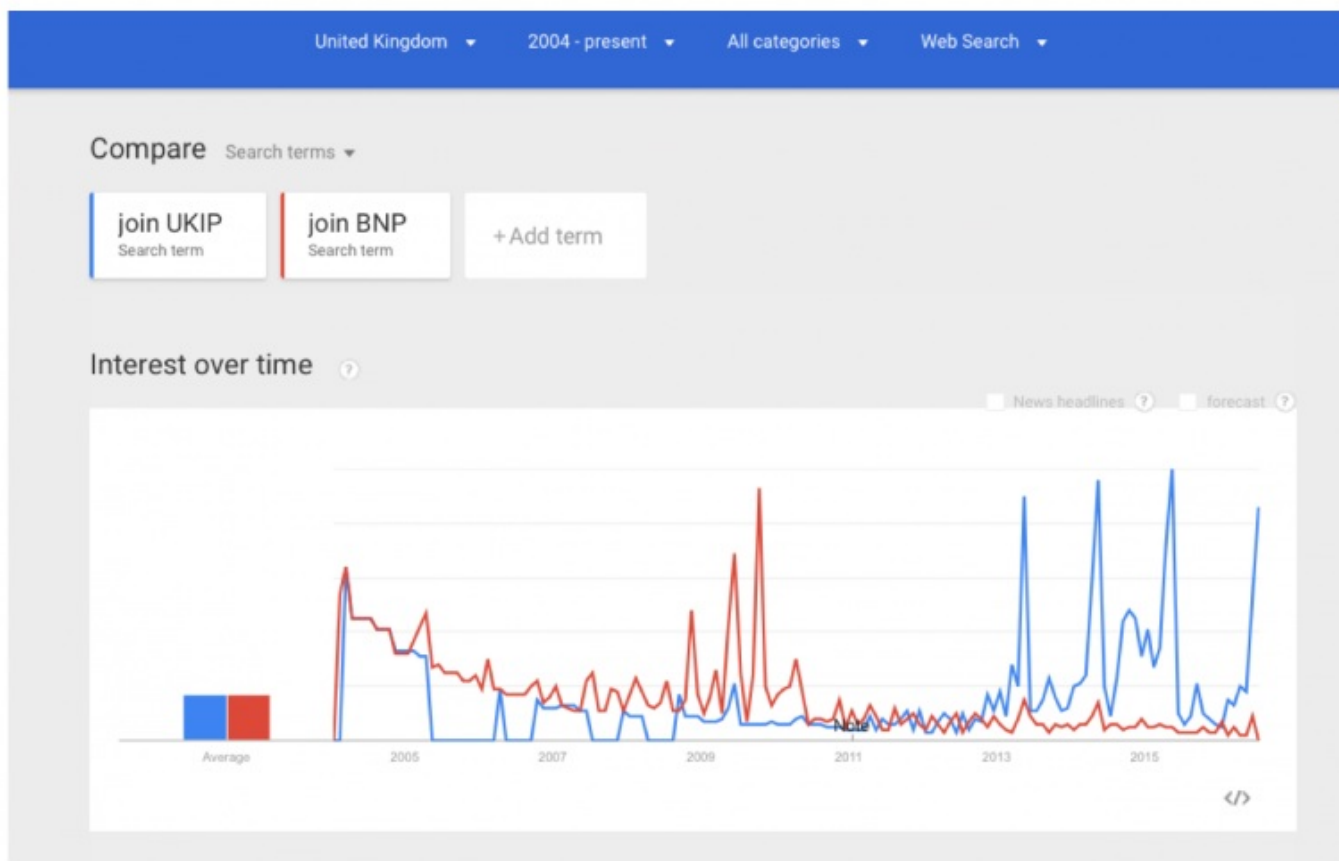 United Kingdom 2004 - present All categories Web Search
Compare Search terms
join UKIP
Search term
join BNP
Search term
+Add term
Interest over time ?
News headlines ? forecast ?
Note
Average 2005 2007 2009 2011 2013 2015
</>